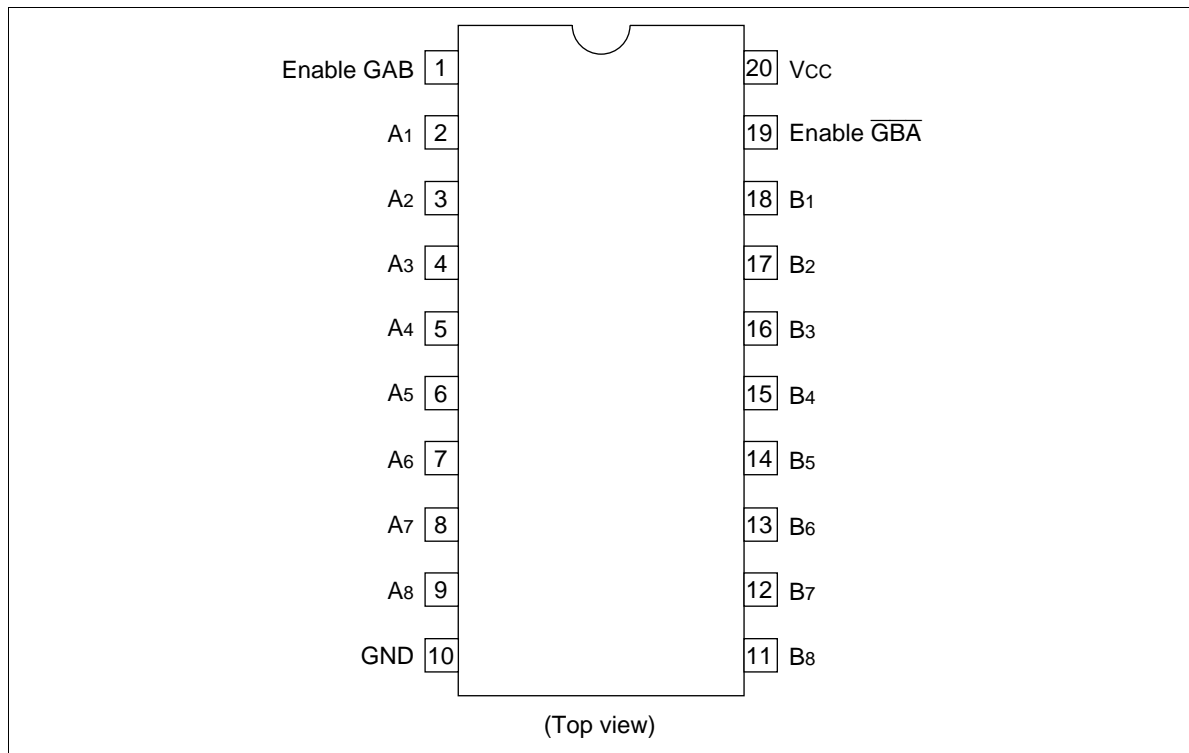 Enable GAB 1 20 VCC
A1 2 19 Enable G̅B̅A̅
A2 3 18 B1
A3 4 17 B2
A4 5 16 B3
A5 6 15 B4
A6 7 14 B5
A7 8 13 B6
A8 9 12 B7
GND 10 11 B8
(Top view)